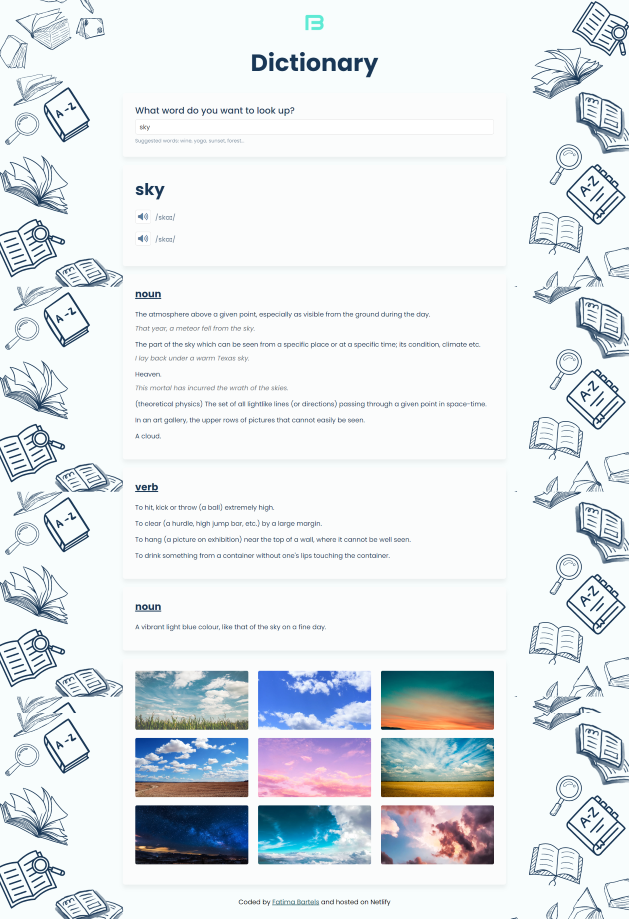 Dictionary
What word do you want to look up?
sky
Suggested words: wine, yoga, sunset, forest...
sky
/skaɪ/
/skaɪ/
noun
The atmosphere above a given point, especially as visible from the ground during the day.
That year, a meteor fell from the sky.
The part of the sky which can be seen from a specific place or at a specific time; its condition, climate etc.
I lay back under a warm Texas sky.
Heaven.
This mortal has incurred the wrath of the skies.
(theoretical physics) The set of all lightlike lines (or directions) passing through a given point in space-time.
In an art gallery, the upper rows of pictures that cannot easily be seen.
A cloud.
verb
To hit, kick or throw (a ball) extremely high.
To clear (a hurdle, high jump bar, etc.) by a large margin.
To hang (a picture on exhibition) near the top of a wall, where it cannot be well seen.
To drink something from a container without one's lips touching the container.
noun
A vibrant light blue colour, like that of the sky on a fine day.
Coded by Fatima Bartels and hosted on Netlify
A-Z
A-Z
A-Z
A-Z
A-Z
A-Z
A-Z
A-Z